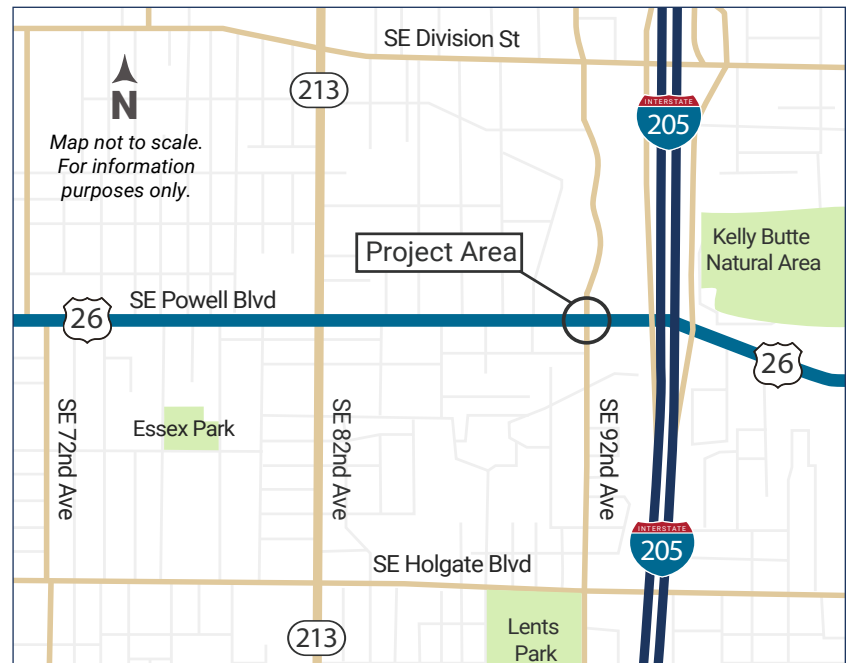 SE Division St
213
N
Map not to scale.
For information
purposes only.
INTERSTATE
205
Kelly Butte
Natural Area
Project Area
SE Powell Blvd
26
26
SE 72nd Ave
Essex Park
SE 82nd Ave
SE 92nd Ave
INTERSTATE
205
SE Holgate Blvd
213
Lents
Park